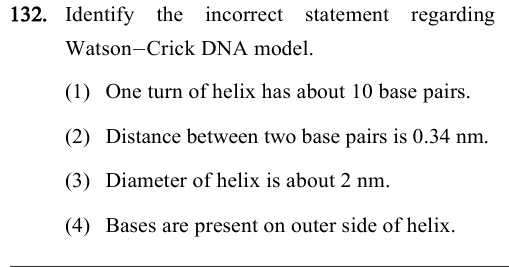 132. Identify the incorrect statement regarding
Watson–Crick DNA model.
(1) One turn of helix has about 10 base pairs.
(2) Distance between two base pairs is 0.34 nm.
(3) Diameter of helix is about 2 nm.
(4) Bases are present on outer side of helix.